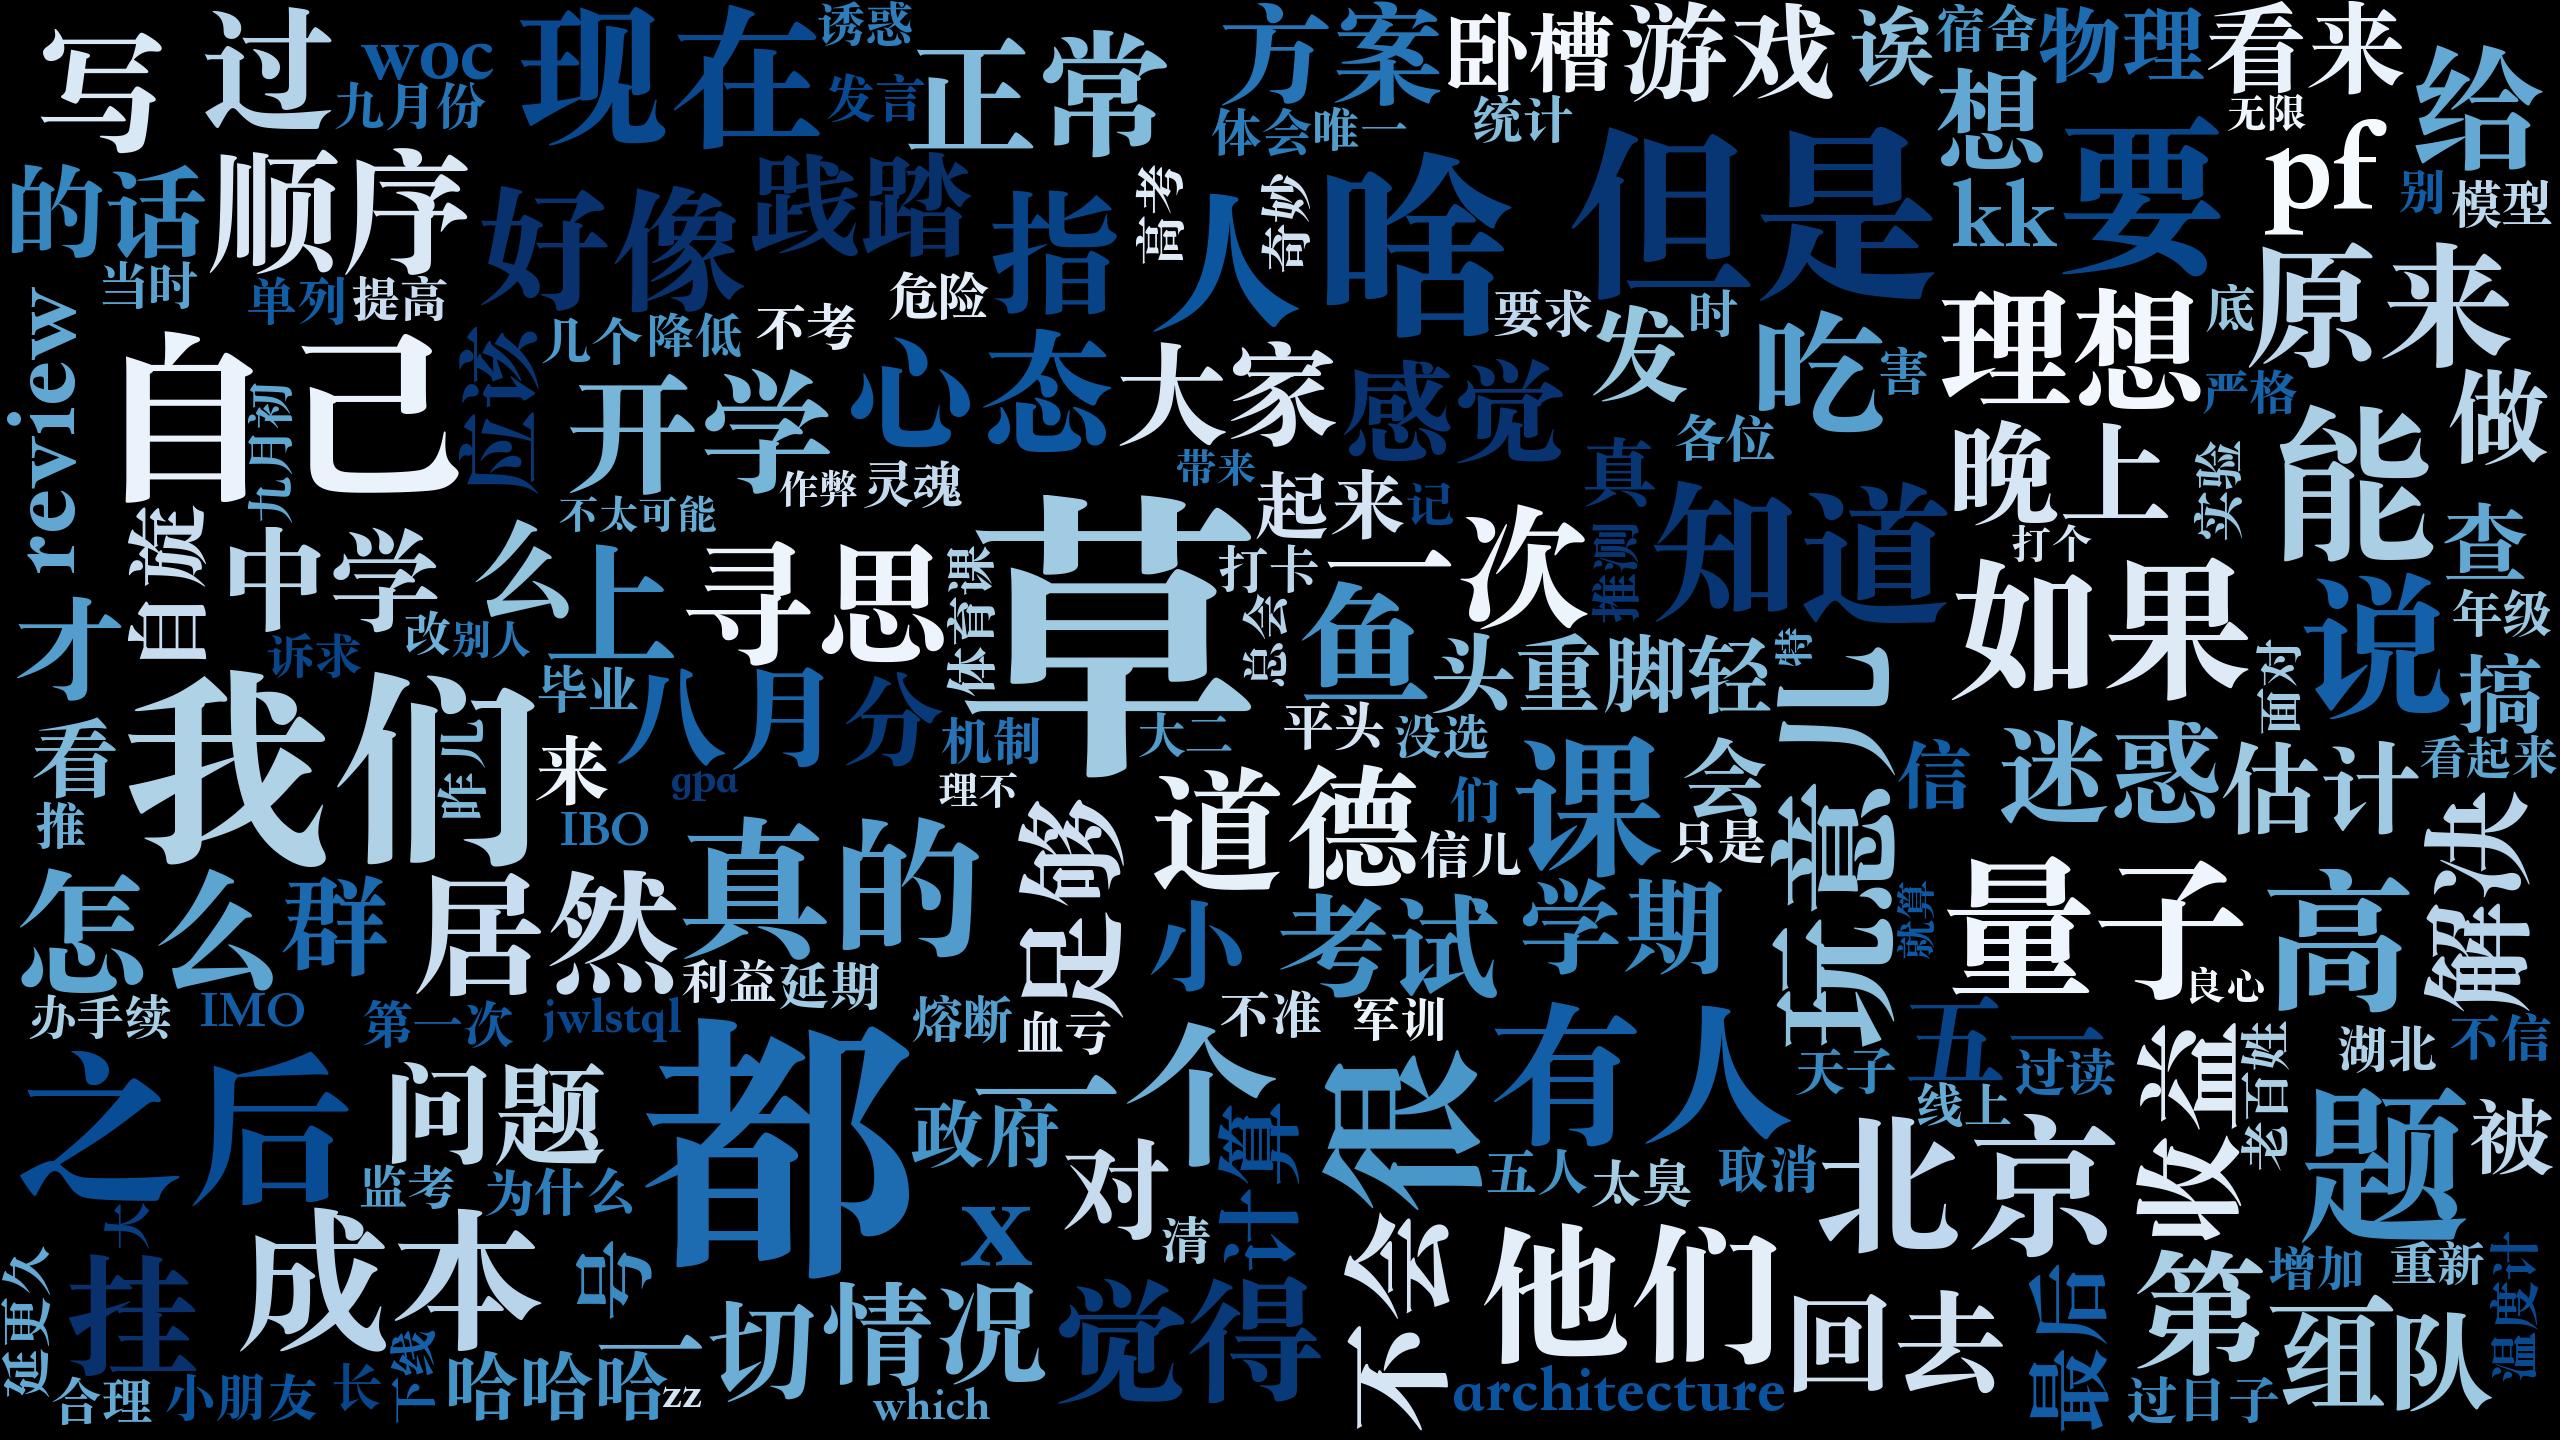 写
过
woc
九月份
现在
诱惑
发言
正常
方案
体会唯一
卧槽
统计
游戏
诶
宿舍
物理
想
看来
无限
给
的话
当时
顺序
单列
提高
好像
践踏
指
危险
不考
高考
人
奇妙
啥
但是
要求
kk
要
pf
别
模型
review
自己
九月初
应该
几个
降低
开学
不太可能
心态
作弊
灵魂
大家
带来
感觉
发
时
各位
吃
害
理想
底
严格
原来
做
自旋
中学
诉求
改
别人
么
上
寻思
体育课
草
起来
记
打卡
一次
总会
真
推测
知道
晚上
打个
实验
能
查
年级
才
看
推
我们
昨儿
毕业
来
八月
分
gpa
IBO
机制
理不
大二
鱼
平头
没选
头重脚轻
特
玩意儿
如果
面对
说
搞
看起来
怎么
群
居然
真的
足够
道德
信儿
们
课
会
只是
信
迷惑
估计
解决
办手续
IMO
第一次
jwlstql
利益
延期
熔断
血亏
小
考试
不准
军训
学期
就算
量子
良心
高
之后
问题
监考
为什么
都
政府
一个
x
对
清
计算
很
有人
五人
太臭
取消
天子
五一
线上
过读
北京
收益
老百姓
湖北
不信
题
被
大
延更久
挂
合理
小朋友
成本
长
下线
号
哈哈哈
zz
一切
情况
which
觉得
不会
他们
architecture
回去
最后
第
过日子
增加
重新
组队
温度计